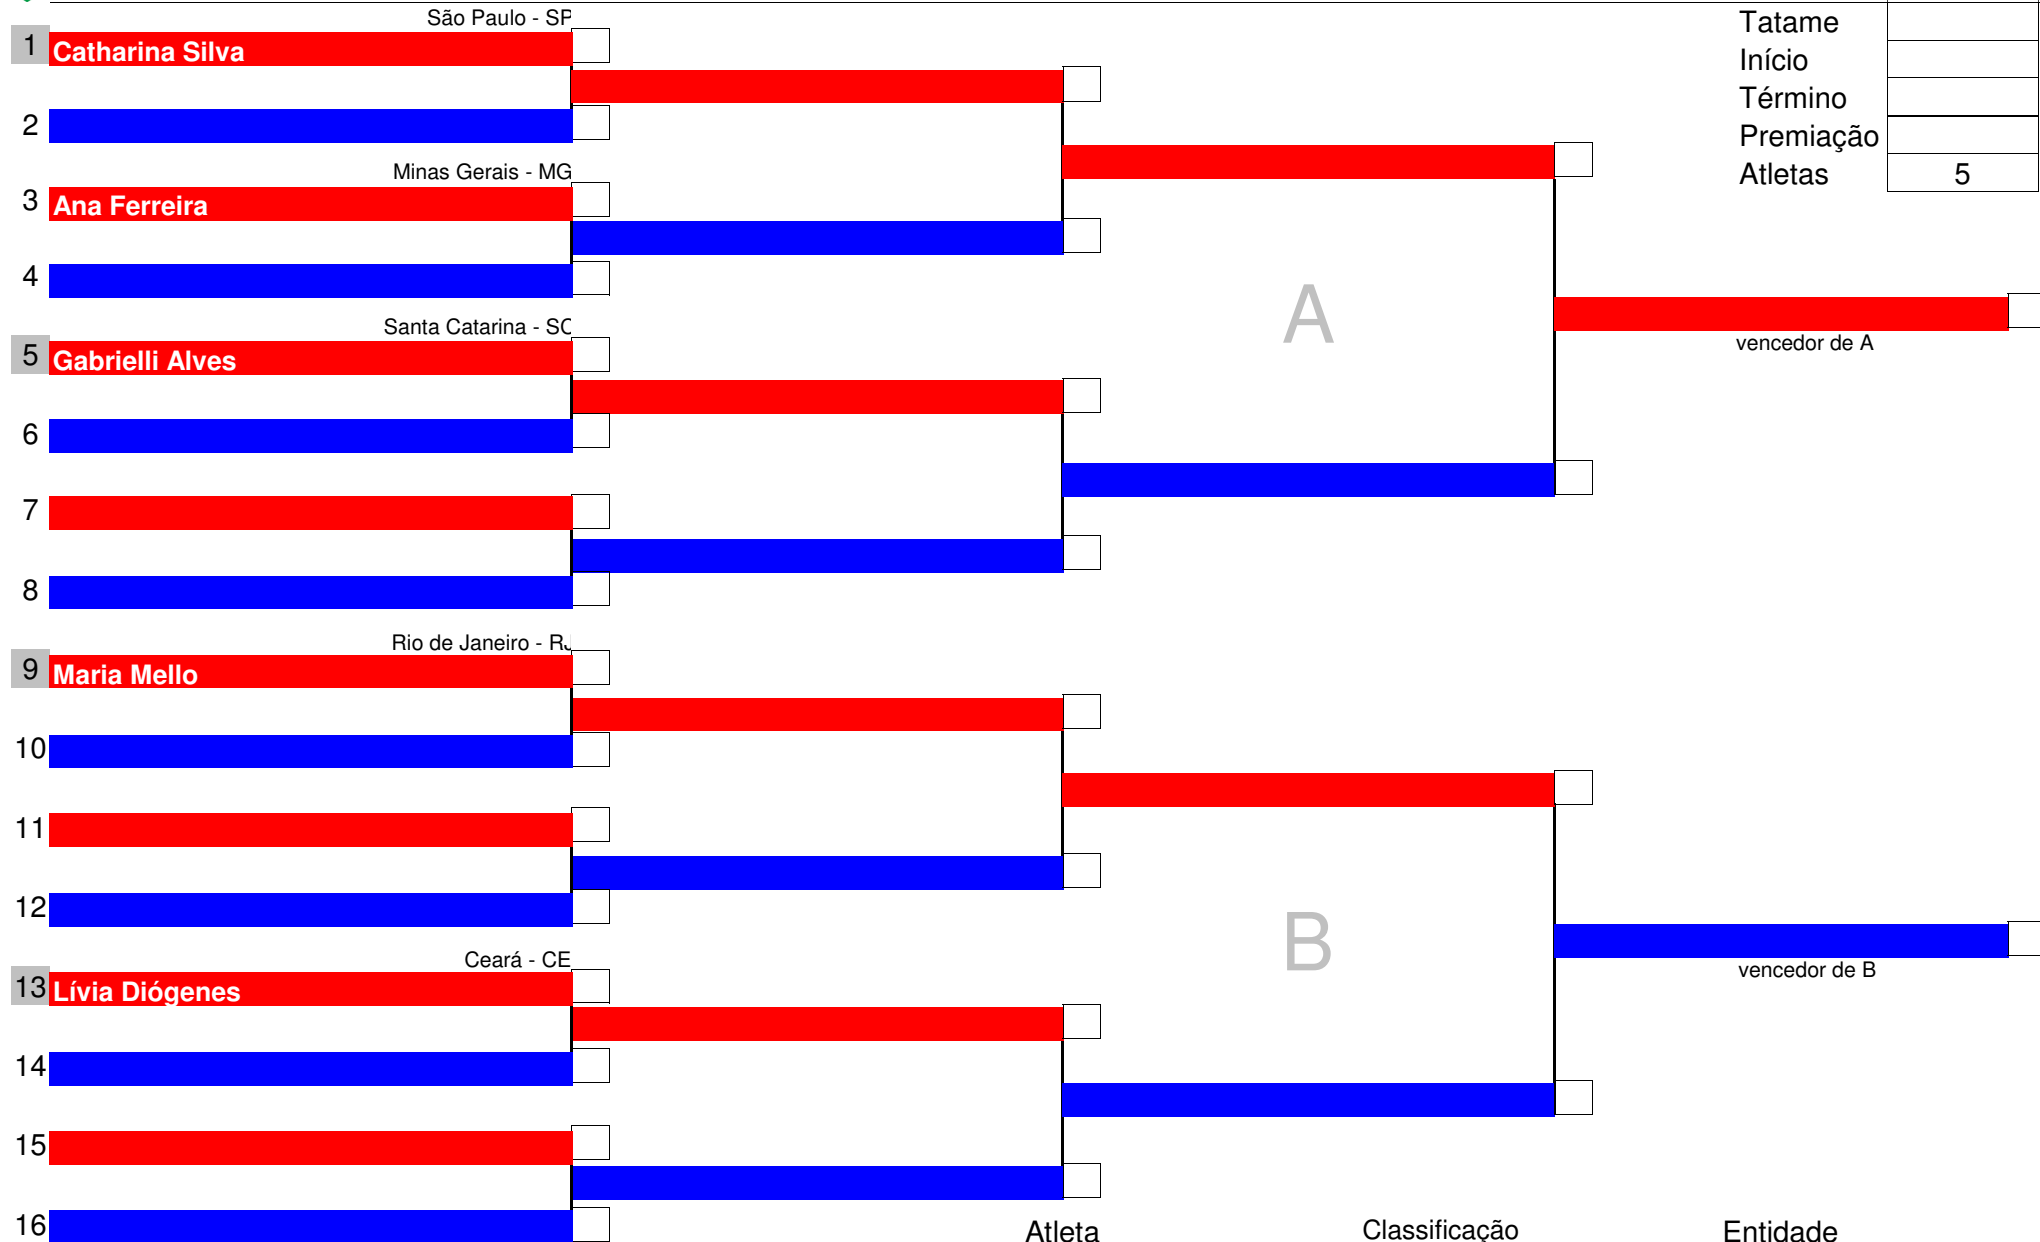 São Paulo - SP
1 Catharina Silva
2
Minas Gerais - MG
3 Ana Ferreira
4
Santa Catarina - SC
5 Gabrielli Alves
6
7
8
Rio de Janeiro - RJ
9 Maria Mello
10
11
12
Ceará - CE
13 Lívia Diógenes
14
15
16
A
B
vencedor de A
vencedor de B
Tatame
Início
Término
Premiação
Atletas 5
Atleta Classificação Entidade